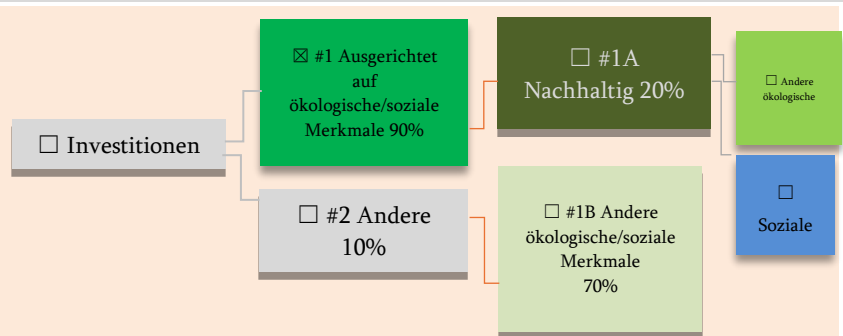 ☐ Investitionen
☒ #1 Ausgerichtet
auf
ökologische/soziale
Merkmale 90%
☐ #2 Andere
10%
☐ #1A
Nachhaltig 20%
☐ #1B Andere
ökologische/soziale
Merkmale
70%
☐ Andere
ökologische
☐
Soziale